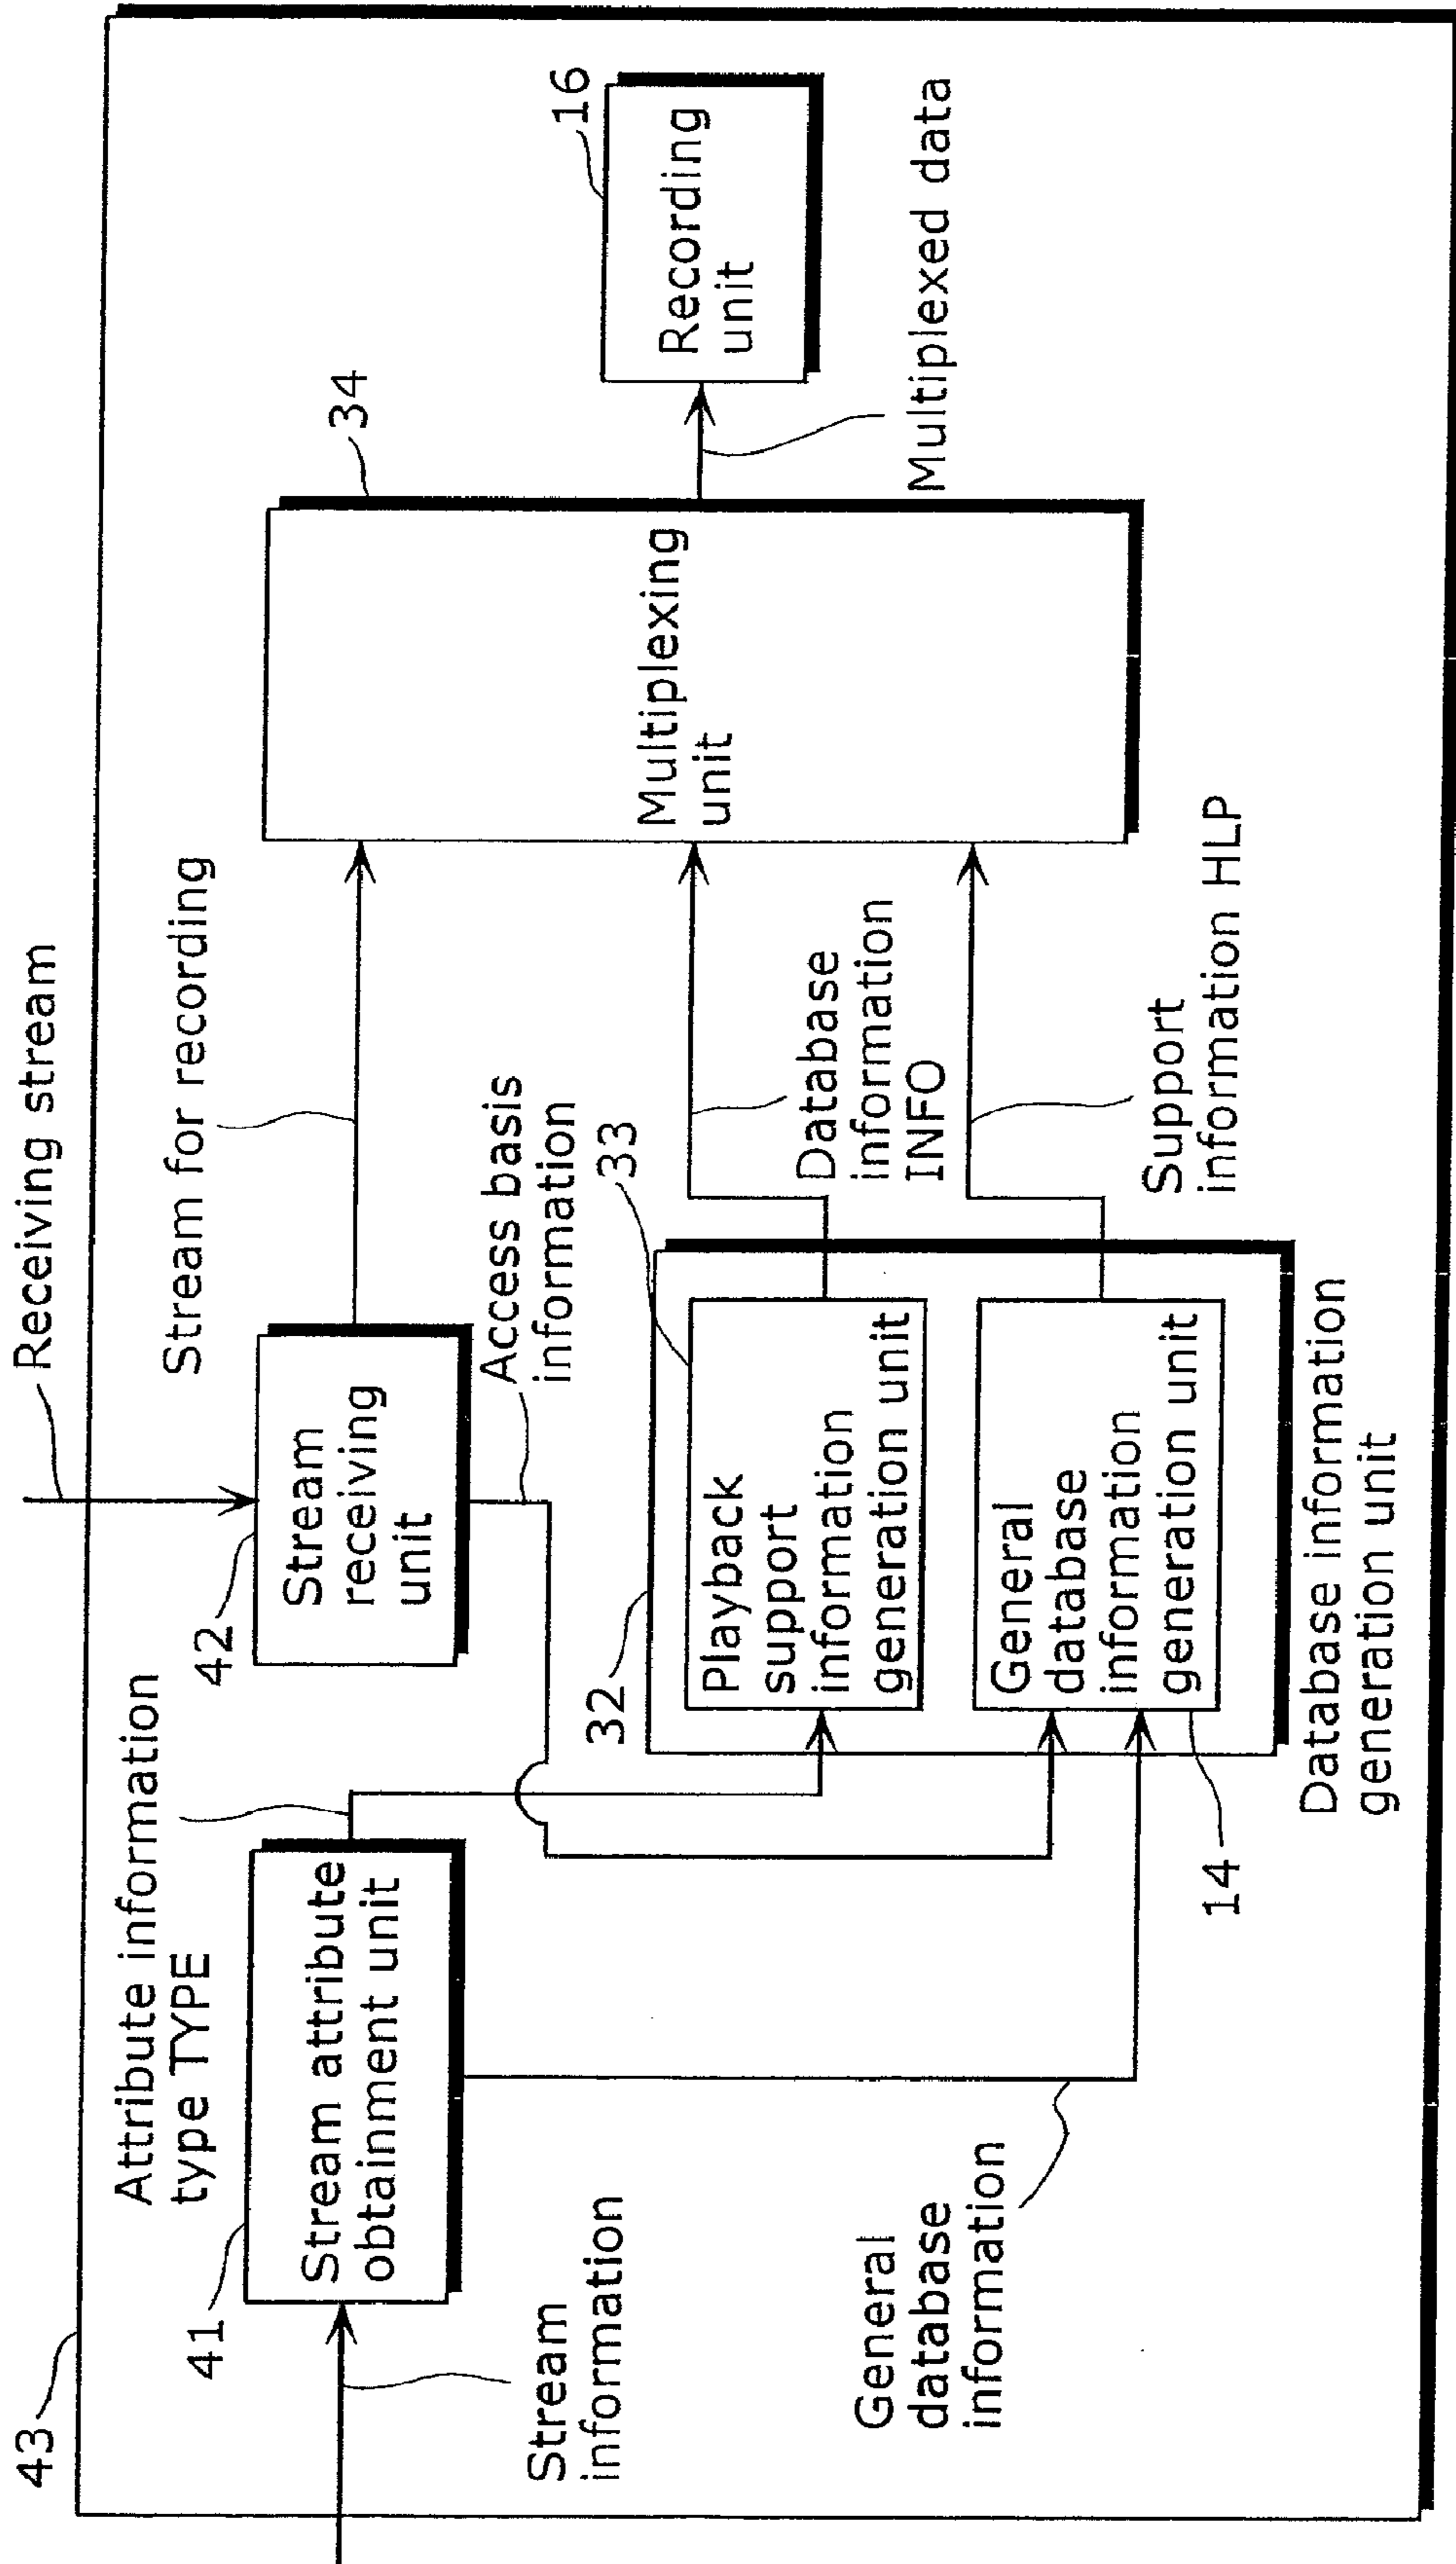 43
Receiving stream
41
Attribute information
type TYPE
42
Stream for recording
34
16
Stream attribute
obtainment unit
Stream
receiving
unit
Stream
information
Access basis
information
Multiplexing
unit
Recording
unit
32
33
Multiplexed data
Playback
support
information
generation unit
Database
information
INFO
General
database
information
General
database
information
generation unit
Support
information HLP
14
Database information
generation unit